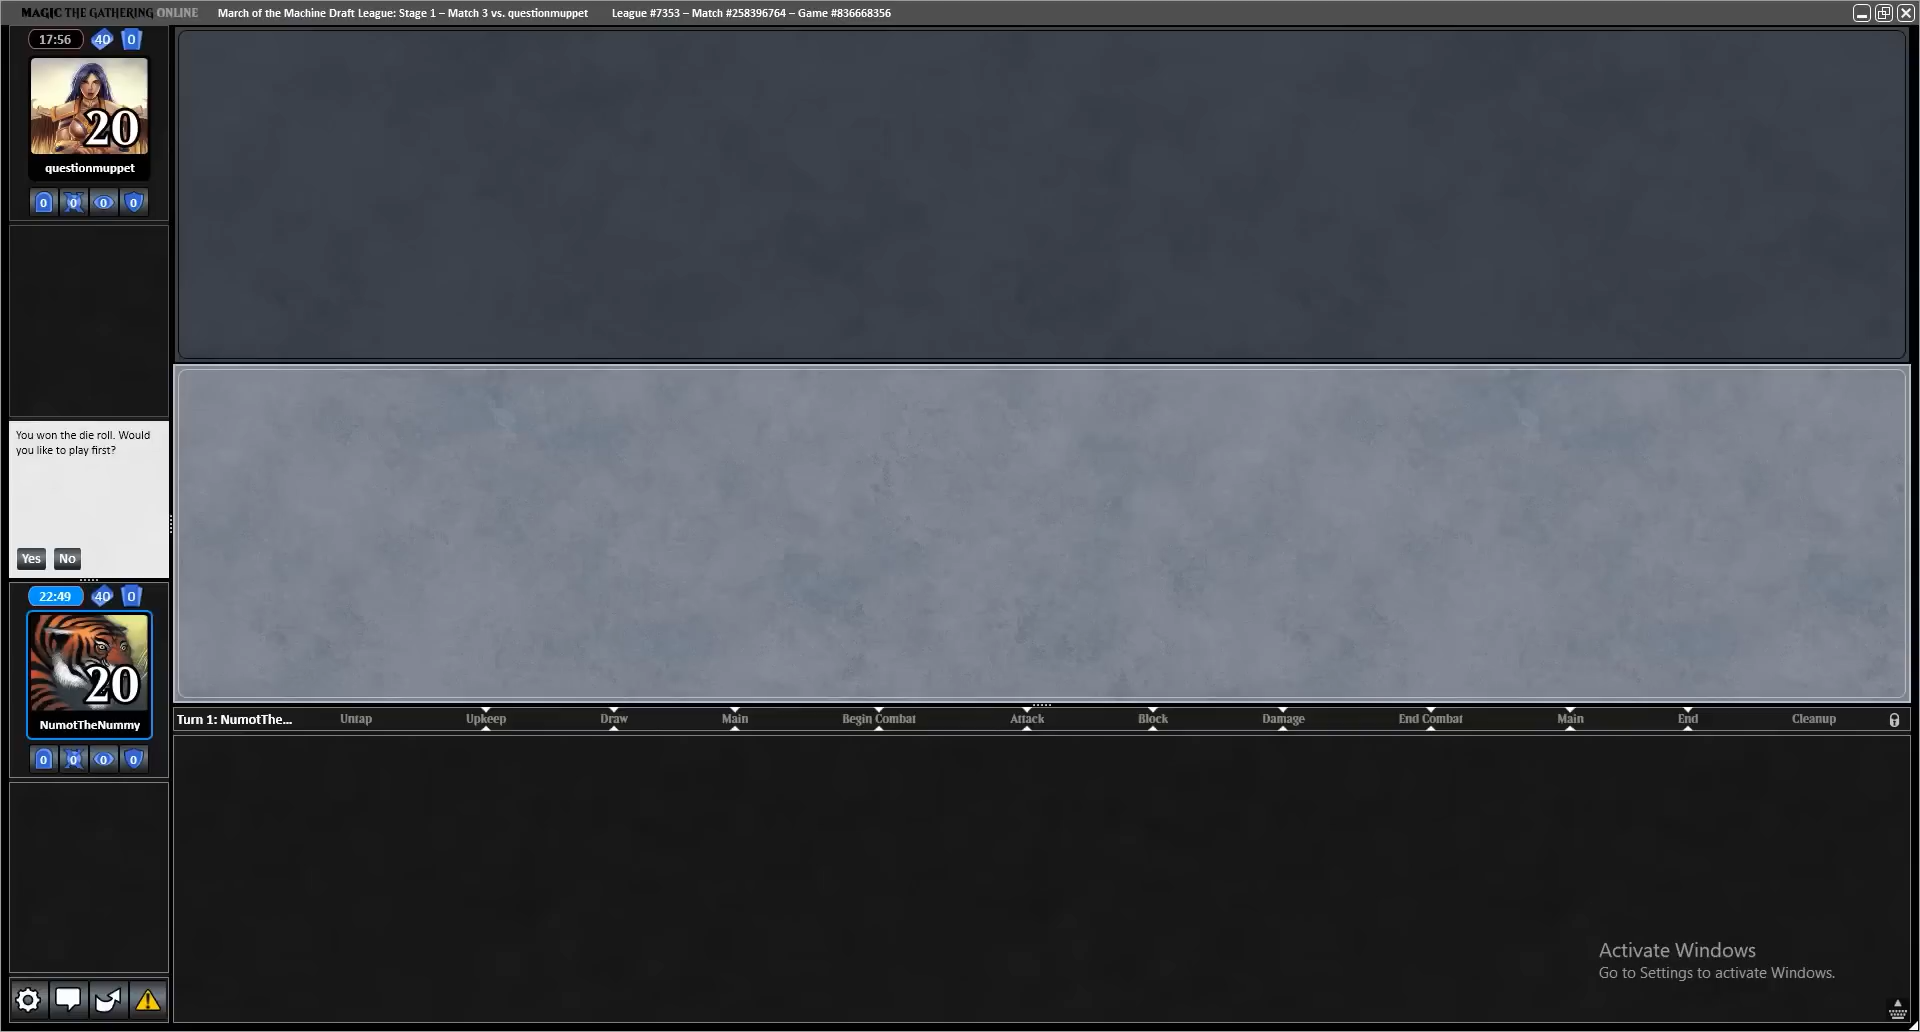 MAGIC THE GATHERING ONLINE
March of the Machine Draft League: Stage 1 – Match 3 vs. questionmuppet
League #7353 – Match #258396764 – Game #836668356
17:56
40
0
20
questionmuppet
0
0
0
0
You won the die roll. Would
you like to play first?
Yes
No
22:49
40
0
20
NumotTheNummy
0
0
0
0
Turn 1: NumotThe...
Untap
Upkeep
Draw
Main
Begin Combat
Attack
Block
Damage
End Combat
Main
End
Cleanup
Activate Windows
Go to Settings to activate Windows.